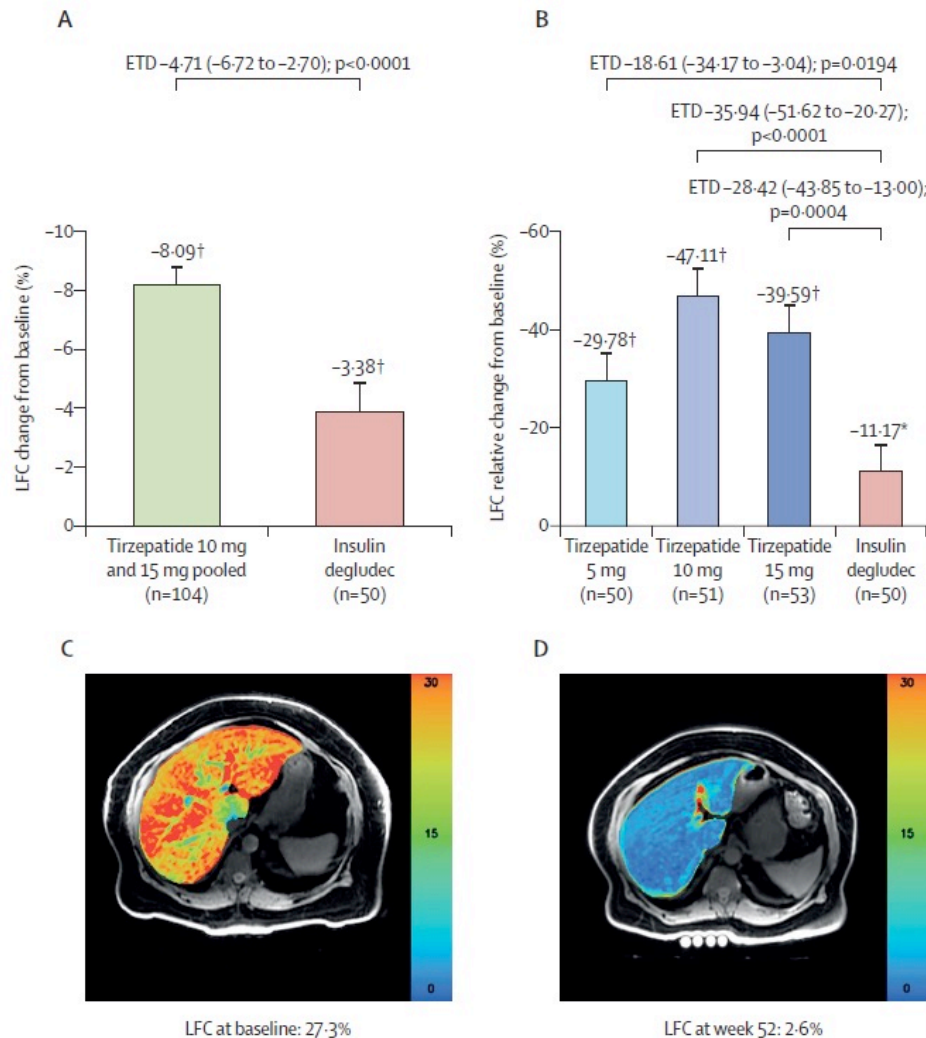 A
ETD –4·71 (–6·72 to –2·70); p<0·0001
LFC change from baseline (%)
–10
–8
–6
–4
–2
0
–8·09†
–3·38†
Tirzepatide 10 mg
and 15 mg pooled
(n=104)
Insulin
degludec
(n=50)
B
ETD –18·61 (–34·17 to –3·04); p=0·0194
ETD –35·94 (–51·62 to –20·27);
p<0·0001
ETD –28·42 (–43·85 to –13·00);
p=0·0004
LFC relative change from baseline (%)
–60
–40
–20
0
–29·78†
–47·11†
–39·59†
–11·17*
Tirzepatide
5 mg
(n=50)
Tirzepatide
10 mg
(n=51)
Tirzepatide
15 mg
(n=53)
Insulin
degludec
(n=50)
C
30
15
0
LFC at baseline: 27·3%
D
30
15
0
LFC at week 52: 2·6%